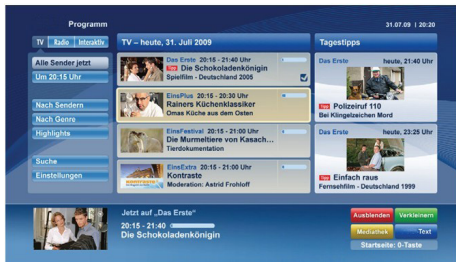 Programm
31.07.09 | 20:20
TV Radio Interaktiv
Alle Sender jetzt
Um 20:15 Uhr
Nach Sendern
Nach Genre
Highlights
Suche
Einstellungen
TV – heute, 31. Juli 2009
Das Erste 20:15 - 21:40 Uhr
Tipp Die Schokoladenkönigin
Spielfilm - Deutschland 2005
EinsPlus 20:15 - 20:30 Uhr
Rainers Küchenklassiker
Omas Küche aus dem Osten
EinsFestival 20:15 - 21:00 Uhr
Die Murmeltiere von Kasach...
Tierdokumentation
EinsExtra 20:15 - 21:00 Uhr
Kontraste
Moderation: Astrid Frohloff
Tagestipps
Das Erste heute, 21:40 Uhr
Tipp Polizeiruf 110
Bei Klingelzeichen Mord
Das Erste heute, 23:25 Uhr
Tipp Einfach raus
Fernsehfilm - Deutschland 1999
Jetzt auf „Das Erste“
20:15 - 21:40
Die Schokoladenkönigin
Ausblenden Verkleinern
Mediathek Text
Startseite: 0-Taste